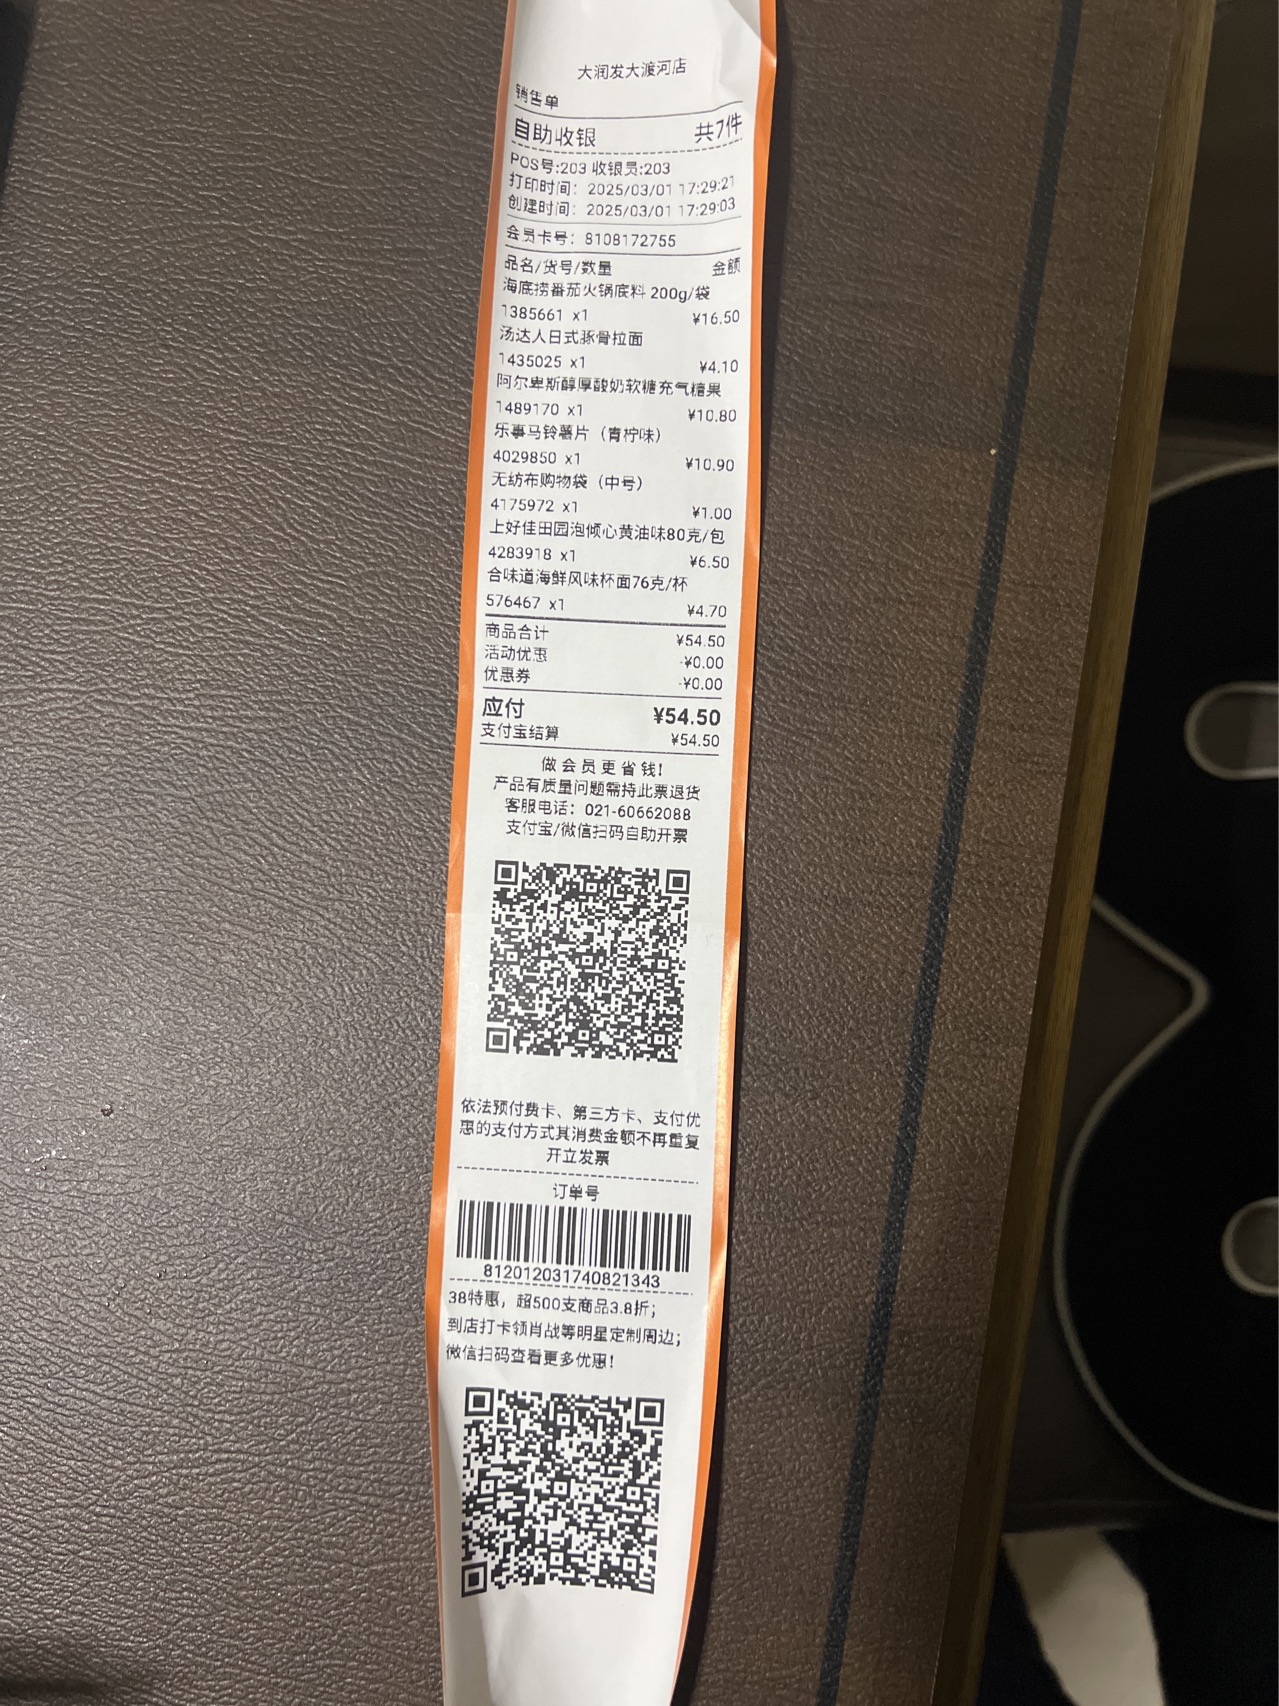 大润发大渡河店
销售单
自助收银 共7件
POS号:203 收银员:203
打印时间：2025/03/01 17:29:21
创建时间：2025/03/01 17:29:03
会员卡号：8108172755
品名/货号/数量 金额
海底捞番茄火锅底料 200g/袋
1385661 x1 ¥16.50
汤达人日式豚骨拉面
1435025 x1 ¥4.10
阿尔卑斯醇厚酸奶软糖充气糖果
1489170 x1 ¥10.80
乐事马铃薯片（青柠味）
4029850 x1 ¥10.90
无纺布购物袋（中号）
4175972 x1 ¥1.00
上好佳田园泡倾心黄油味80克/包
4283918 x1 ¥6.50
合味道海鲜风味杯面76克/杯
576467 x1 ¥4.70
商品合计 ¥54.50
活动优惠 -¥0.00
优惠券 -¥0.00
应付 ¥54.50
支付宝结算 ¥54.50
做会员更省钱！
产品有质量问题需持此票退货
客服电话：021-60662088
支付宝/微信扫码自助开票
依法预付费卡、第三方卡、支付优
惠的支付方式其消费金额不再重复
开立发票
订单号
812012031740821343
38特惠，超500支商品3.8折；
到店打卡领肖战等明星定制周边；
微信扫码查看更多优惠！